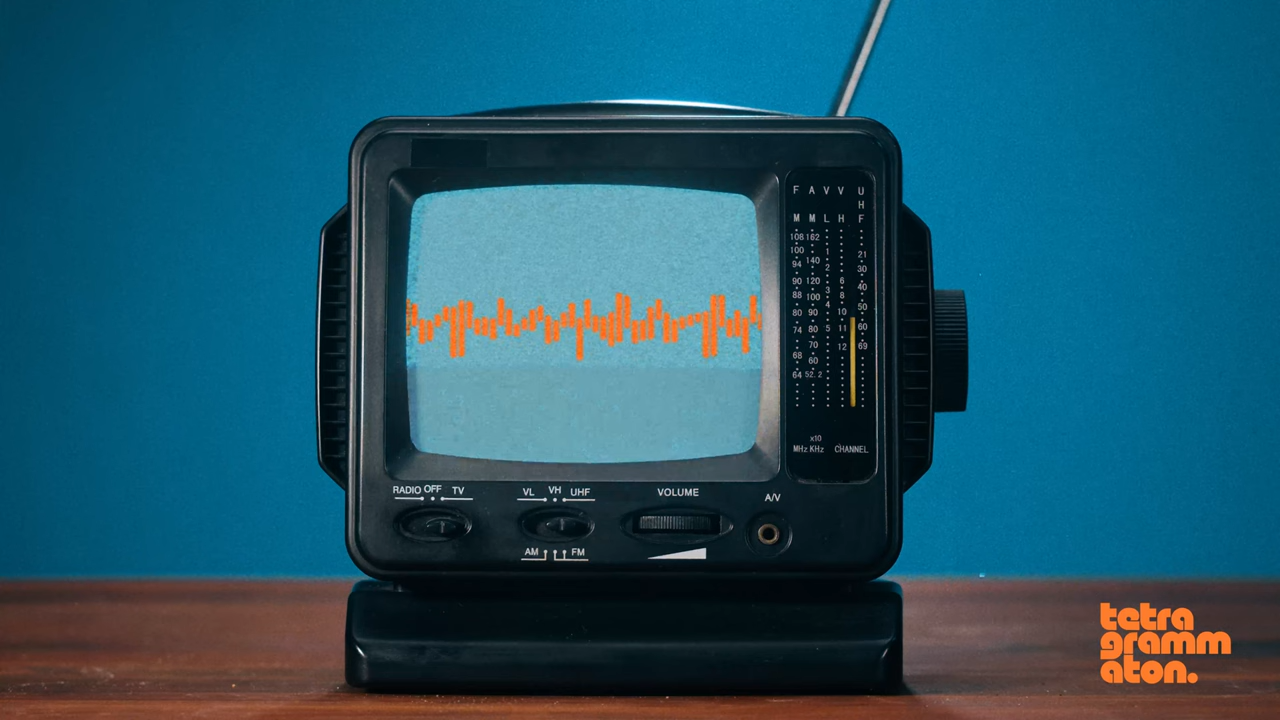 F A V V U
H
M M L H F
108 162
100 1 21
94 140 2 30
90 120 3 6 40
88 100 4 8 50
80 90 10
74 80 5 11 60
68 70 12 69
60
64 52.2
x10
MHz KHz CHANNEL
RADIO OFF TV
VL VH UHF
VOLUME
A/V
AM FM
tetra
gramm
aton.